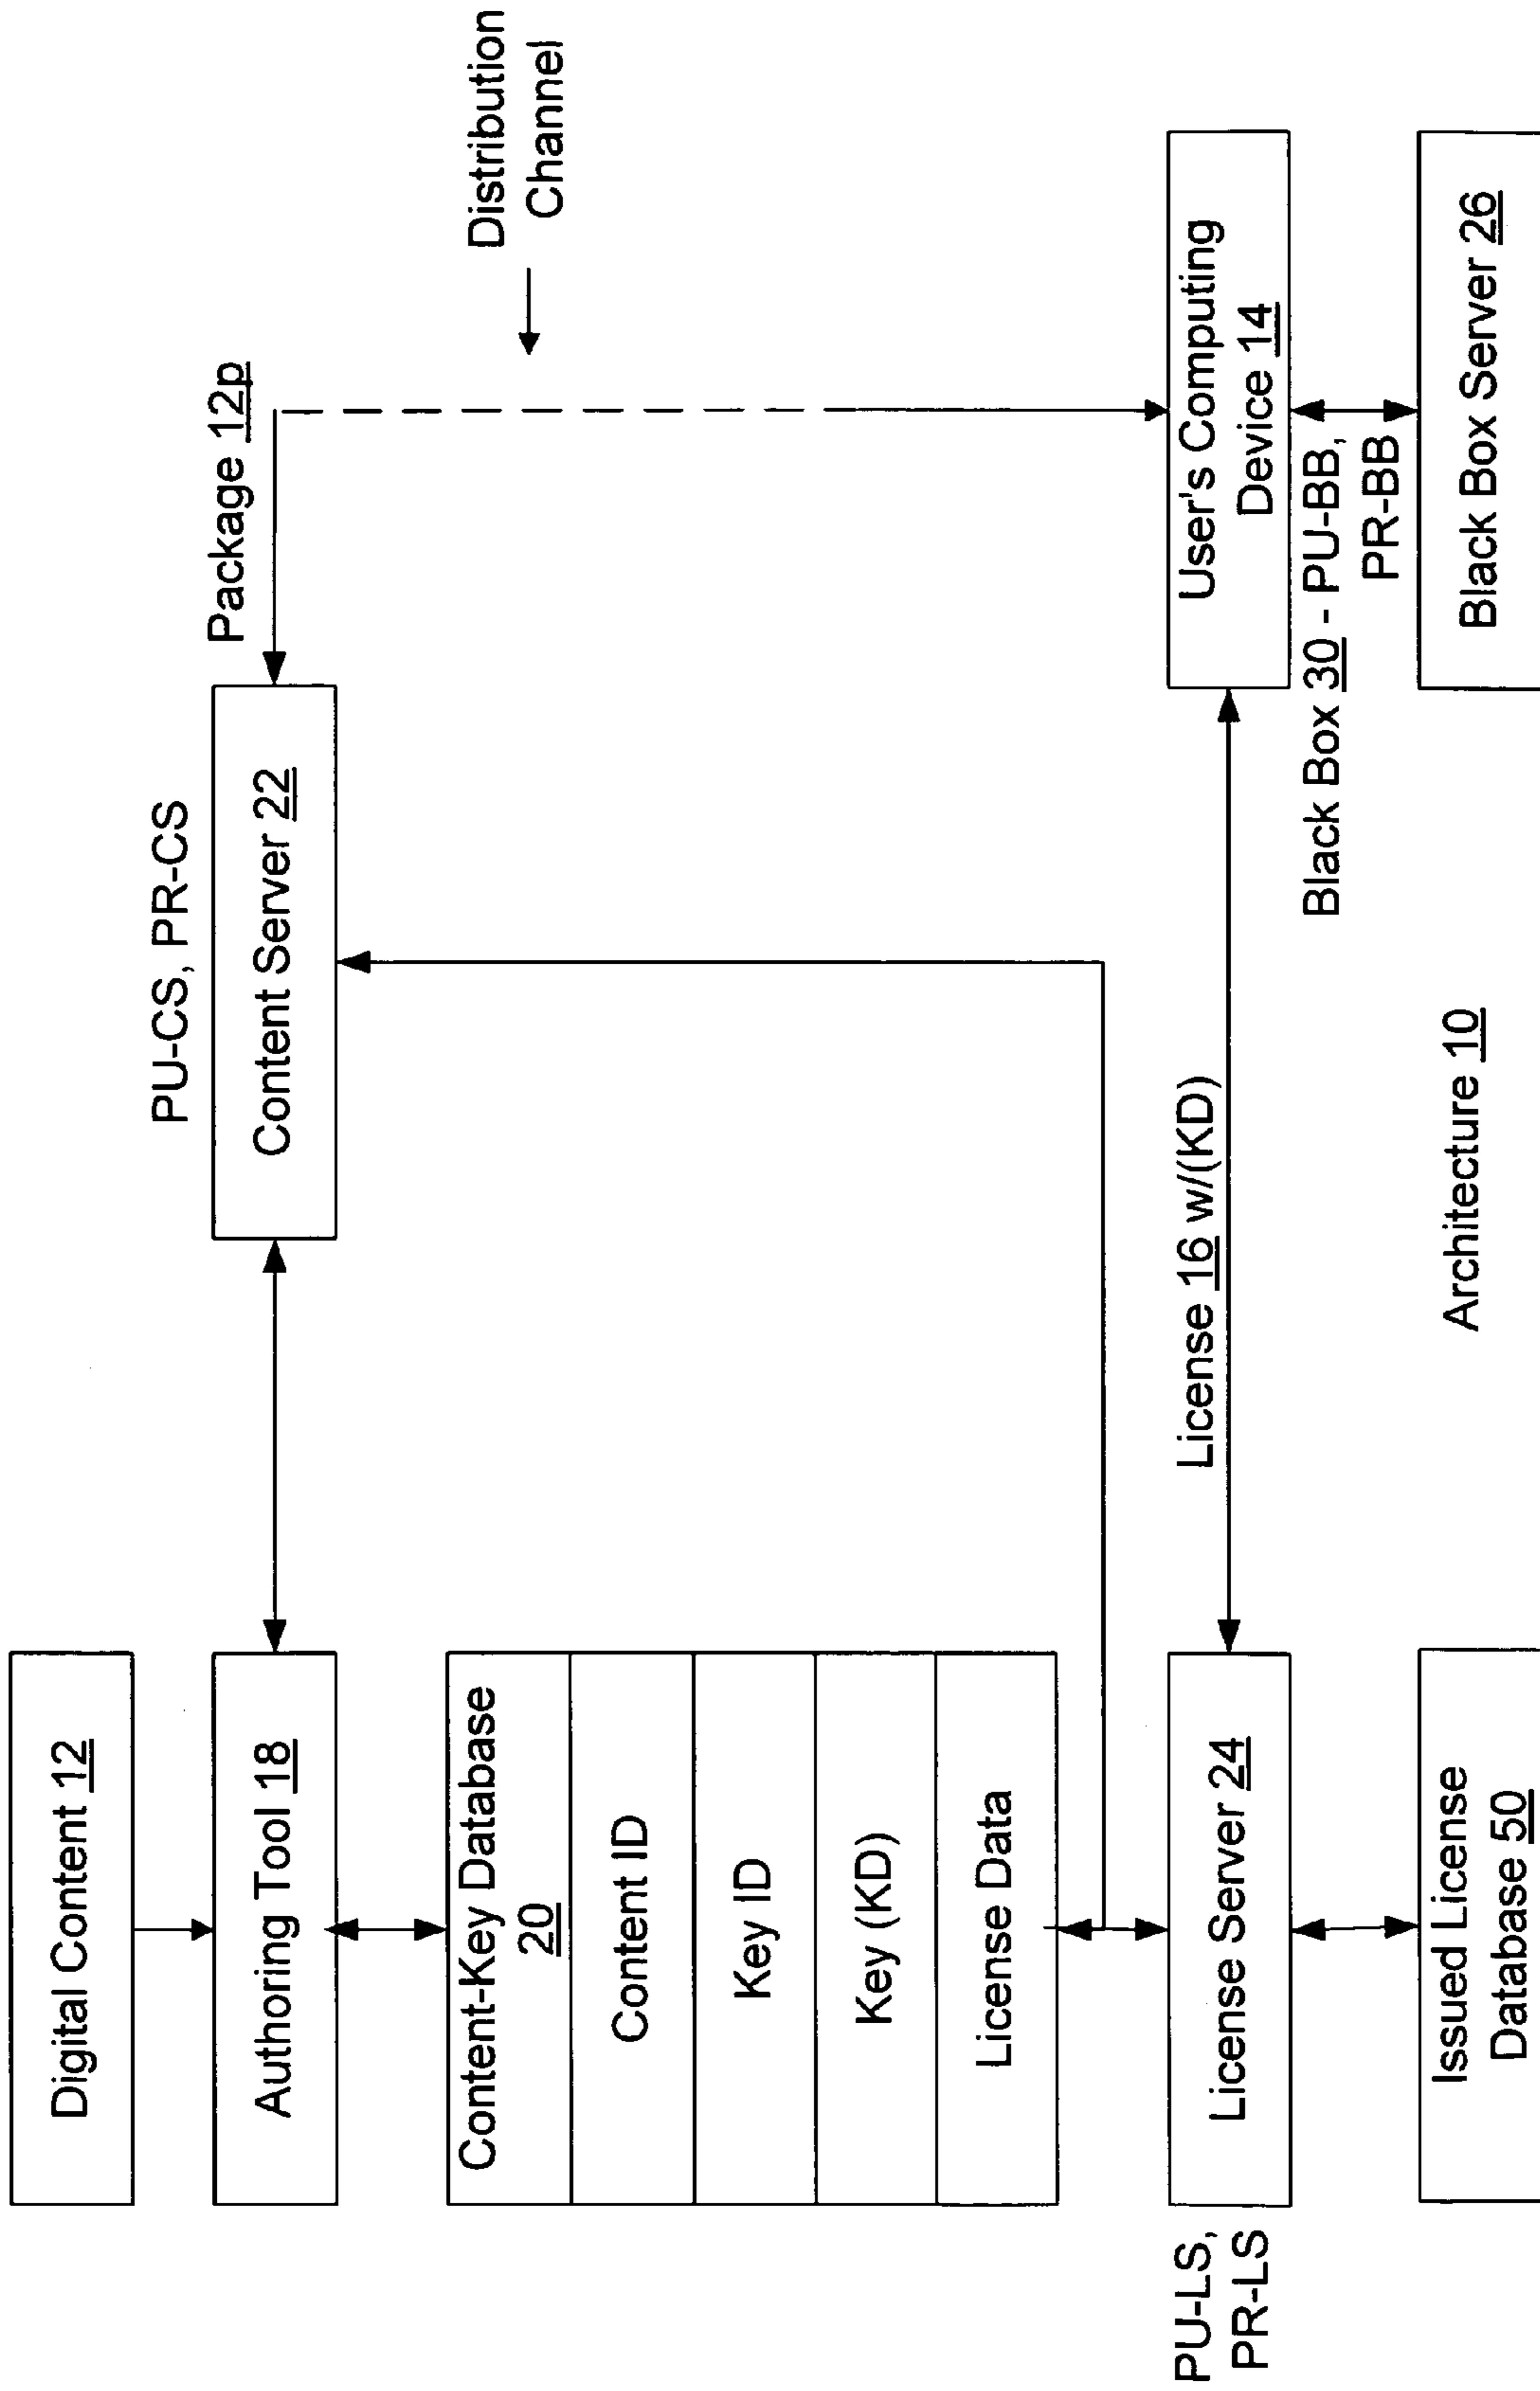 Digital Content 12
Authoring Tool 18
PU-CS, PR-CS
Content Server 22
Package 12p
Distribution
Channel
Content-Key Database
20
Content ID
Key ID
Key (KD)
License Data
PU-LS,
PR-LS
License Server 24
License 16 w/(KD)
User's Computing
Device 14
Black Box 30 - PU-BB,
PR-BB
Issued License
Database 50
Architecture 10
Black Box Server 26